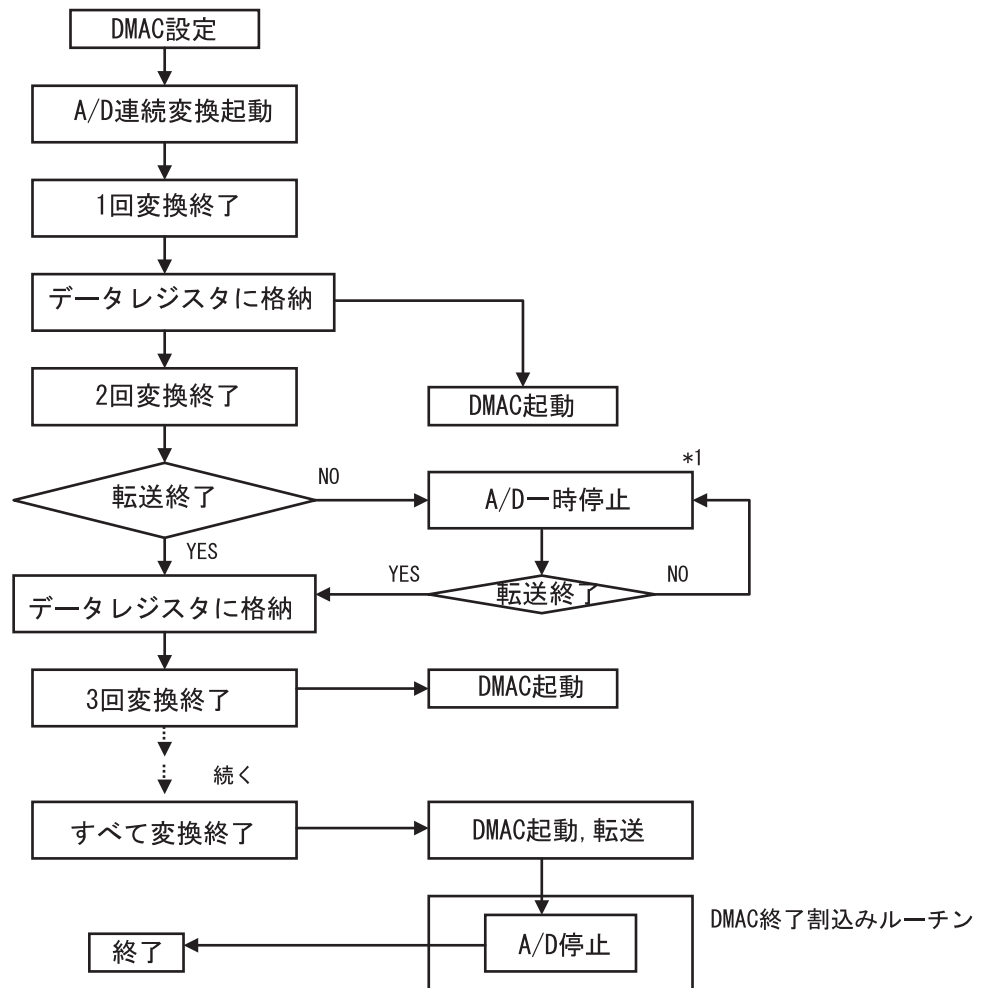 DMAC設定
A/D連続変換起動
1回変換終了
データレジスタに格納
2回変換終了
DMAC起動
転送終了
NO
*1
A/D一時停止
YES
YES
転送終了
NO
データレジスタに格納
3回変換終了
DMAC起動
続く
すべて変換終了
DMAC起動,転送
DMAC終了割込みルーチン
A/D停止
終了